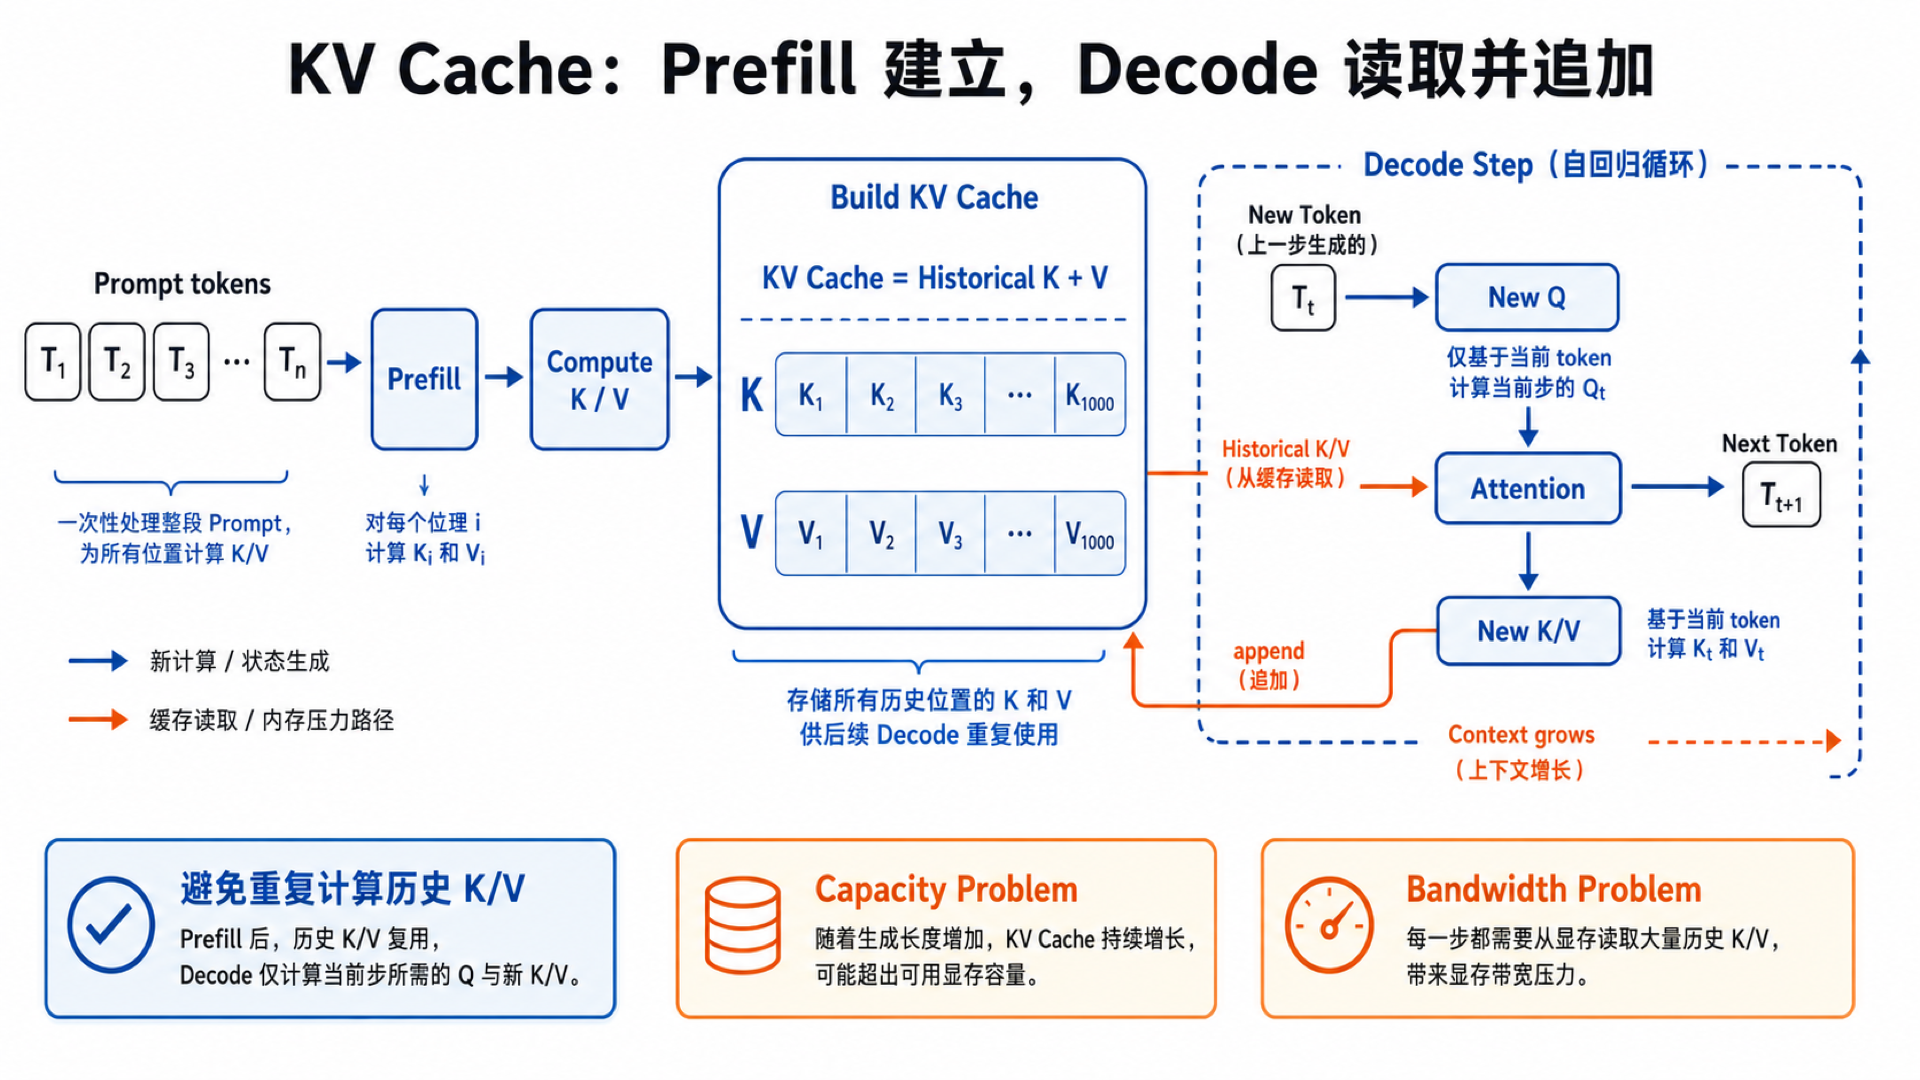 KV Cache：Prefill 建立，Decode 读取并追加
Prompt tokens
T₁ T₂ T₃ ··· Tₙ
一次性处理整段 Prompt，
为所有位置计算 K/V
Prefill
对每个位理 i
计算 Kᵢ 和 Vᵢ
Compute
K / V
新计算 / 状态生成
缓存读取 / 内存压力路径
Build KV Cache
KV Cache = Historical K + V
K K₁ K₂ K₃ ··· K₁₀₀₀
V V₁ V₂ V₃ ··· V₁₀₀₀
存储所有历史位置的 K 和 V
供后续 Decode 重复使用
Decode Step（自回归循环）
New Token
（上一步生成的）
Tₜ
New Q
仅基于当前 token
计算当前步的 Qₜ
Historical K/V
（从缓存读取）
Attention
Next Token
Tₜ₊₁
New K/V
基于当前 token
计算 Kₜ 和 Vₜ
append
（追加）
Context grows
（上下文增长）
避免重复计算历史 K/V
Prefill 后，历史 K/V 复用，
Decode 仅计算当前步所需的 Q 与新 K/V。
Capacity Problem
随着生成长度增加，KV Cache 持续增长，
可能超出可用显存容量。
Bandwidth Problem
每一步都需要从显存读取大量历史 K/V，
带来显存带宽压力。